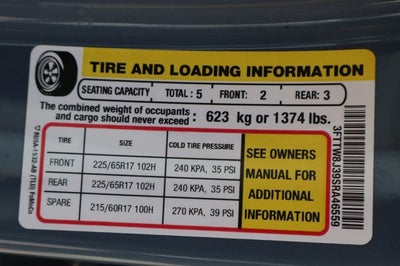 TIRE AND LOADING INFORMATION
SEATING CAPACITY TOTAL: 5 FRONT: 2 REAR: 3
The combined weight of occupants
and cargo should never exceed: 623 kg or 1374 lbs.
TIRE SIZE COLD TIRE PRESSURE
FRONT 225/65R17 102H 240 KPA, 35 PSI
REAR 225/65R17 102H 240 KPA, 35 PSI
SPARE 215/60R17 100H 270 KPA, 39 PSI
SEE OWNERS
MANUAL FOR
ADDITIONAL
INFORMATION
3FTTW8J39SRA46559